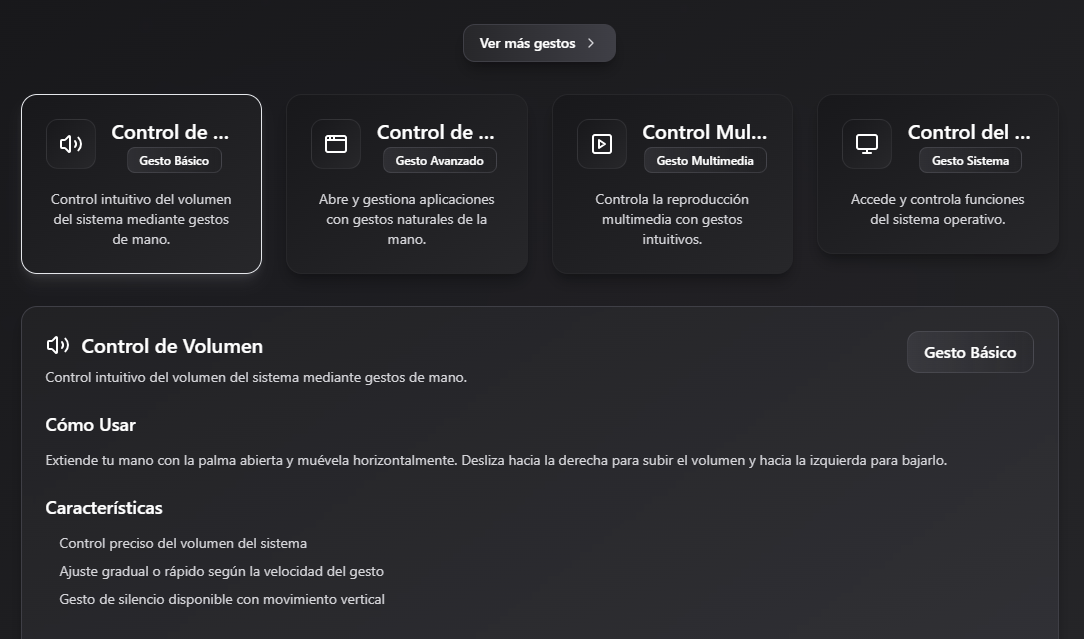 Ver más gestos
Control de ...
Gesto Básico
Control intuitivo del volumen
del sistema mediante gestos
de mano.
Control de ...
Gesto Avanzado
Abre y gestiona aplicaciones
con gestos naturales de la
mano.
Control Mul...
Gesto Multimedia
Controla la reproducción
multimedia con gestos
intuitivos.
Control del ...
Gesto Sistema
Accede y controla funciones
del sistema operativo.
Control de Volumen
Gesto Básico
Control intuitivo del volumen del sistema mediante gestos de mano.
Cómo Usar
Extiende tu mano con la palma abierta y muévela horizontalmente. Desliza hacia la derecha para subir el volumen y hacia la izquierda para bajarlo.
Características
Control preciso del volumen del sistema
Ajuste gradual o rápido según la velocidad del gesto
Gesto de silencio disponible con movimiento vertical